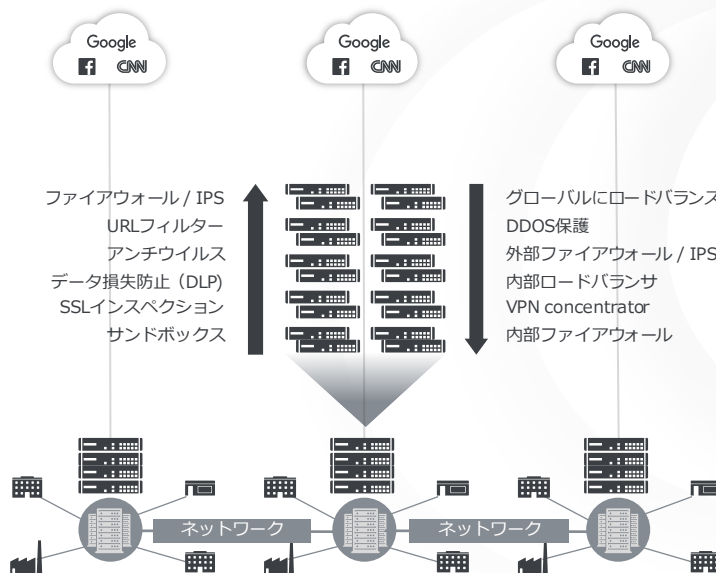 Google
f CNN
Google
f CNN
Google
f CNN
ファイアウォール / IPS
URLフィルター
アンチウイルス
データ損失防止（DLP)
SSLインスペクション
サンドボックス
グローバルにロードバランス
DDOS保護
外部ファイアウォール / IPS
内部ロードバランサ
VPN concentrator
内部ファイアウォール
ネットワーク
ネットワーク